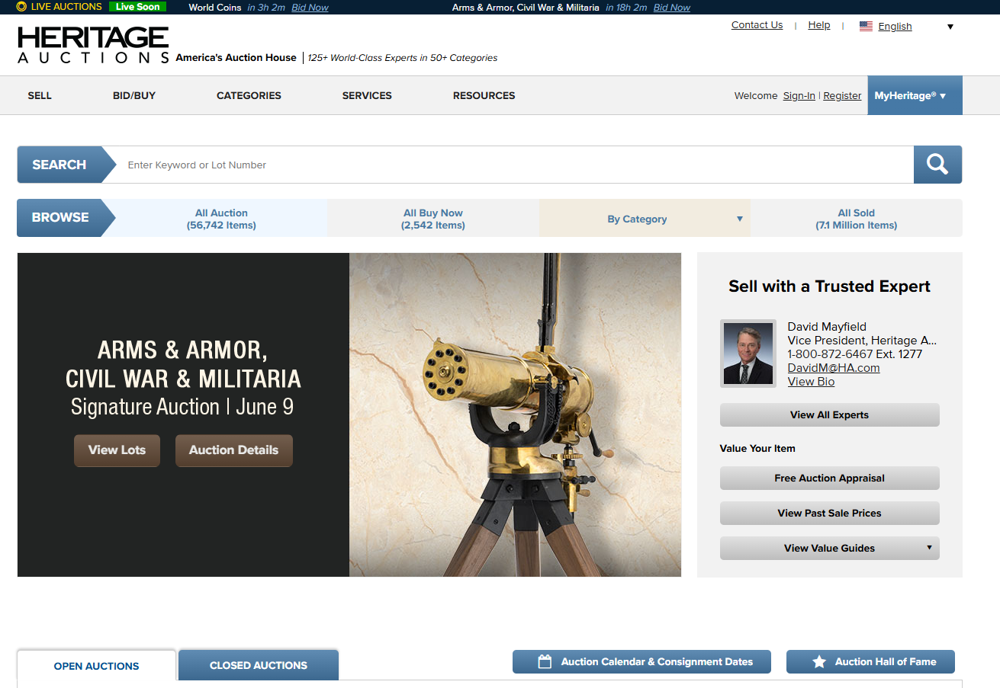 LIVE AUCTIONS Live Soon World Coins in 3h 2m Bid Now Arms & Armor, Civil War & Militaria in 18h 2m Bid Now
Contact Us | Help | English
HERITAGE
AUCTIONS America's Auction House | 125+ World-Class Experts in 50+ Categories
SELL BID/BUY CATEGORIES SERVICES RESOURCES Welcome Sign-In | Register MyHeritage®
SEARCH Enter Keyword or Lot Number
BROWSE
All Auction
(56,742 Items)
All Buy Now
(2,542 Items)
By Category
All Sold
(7.1 Million Items)
ARMS & ARMOR,
CIVIL WAR & MILITARIA
Signature Auction | June 9
View Lots Auction Details
Sell with a Trusted Expert
David Mayfield
Vice President, Heritage A...
1-800-872-6467 Ext. 1277
DavidM@HA.com
View Bio
View All Experts
Value Your Item
Free Auction Appraisal
View Past Sale Prices
View Value Guides
OPEN AUCTIONS CLOSED AUCTIONS Auction Calendar & Consignment Dates Auction Hall of Fame